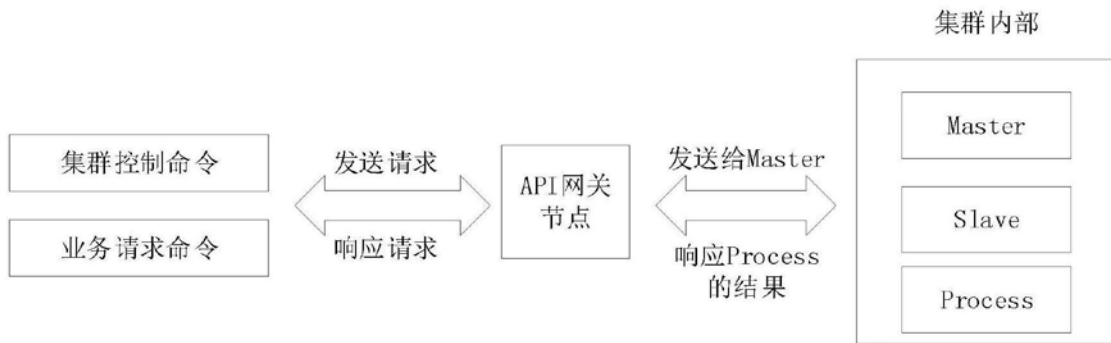 集群内部
Master
集群控制命令
发送请求
API网关
节点
发送给Master
Slave
业务请求命令
响应请求
响应Process
的结果
Process